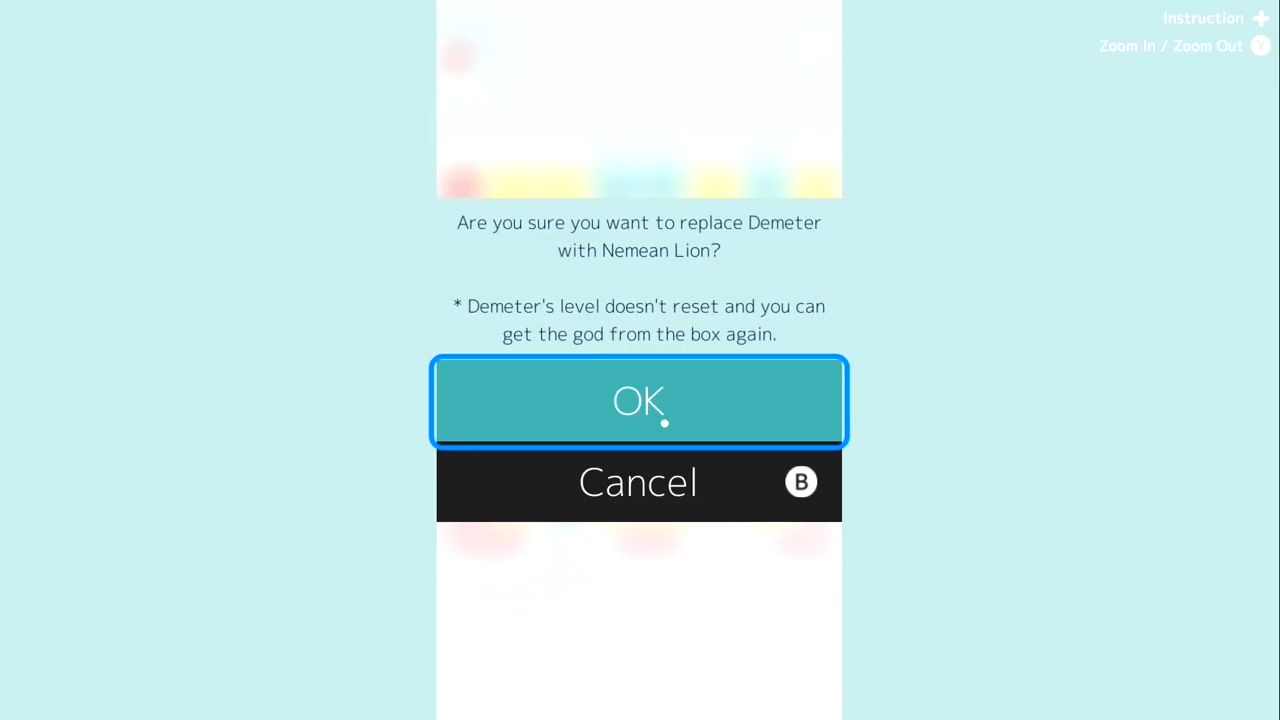 Instruction
Zoom In / Zoom Out Y
Are you sure you want to replace Demeter
with Nemean Lion?
* Demeter's level doesn't reset and you can
get the god from the box again.
OK
Cancel B